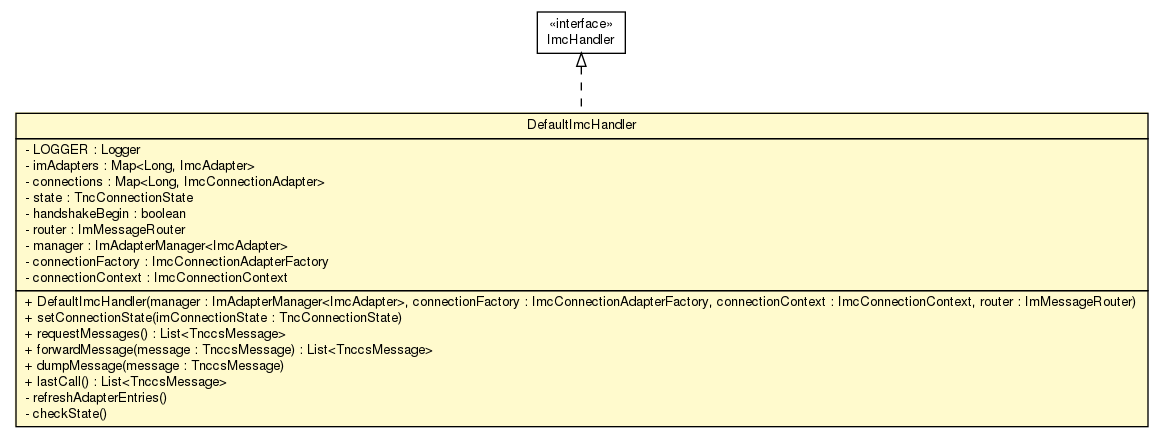 «interface»
ImcHandler
DefaultImcHandler
- LOGGER : Logger
- imAdapters : Map<Long, ImcAdapter>
- connections : Map<Long, ImcConnectionAdapter>
- state : TncConnectionState
- handshakeBegin : boolean
- router : ImMessageRouter
- manager : ImAdapterManager<ImcAdapter>
- connectionFactory : ImcConnectionAdapterFactory
- connectionContext : ImcConnectionContext
+ DefaultImcHandler(manager : ImAdapterManager<ImcAdapter>, connectionFactory : ImcConnectionAdapterFactory, connectionContext : ImcConnectionContext, router : ImMessageRouter)
+ setConnectionState(imConnectionState : TncConnectionState)
+ requestMessages() : List<TnccsMessage>
+ forwardMessage(message : TnccsMessage) : List<TnccsMessage>
+ dumpMessage(message : TnccsMessage)
+ lastCall() : List<TnccsMessage>
- refreshAdapterEntries()
- checkState()